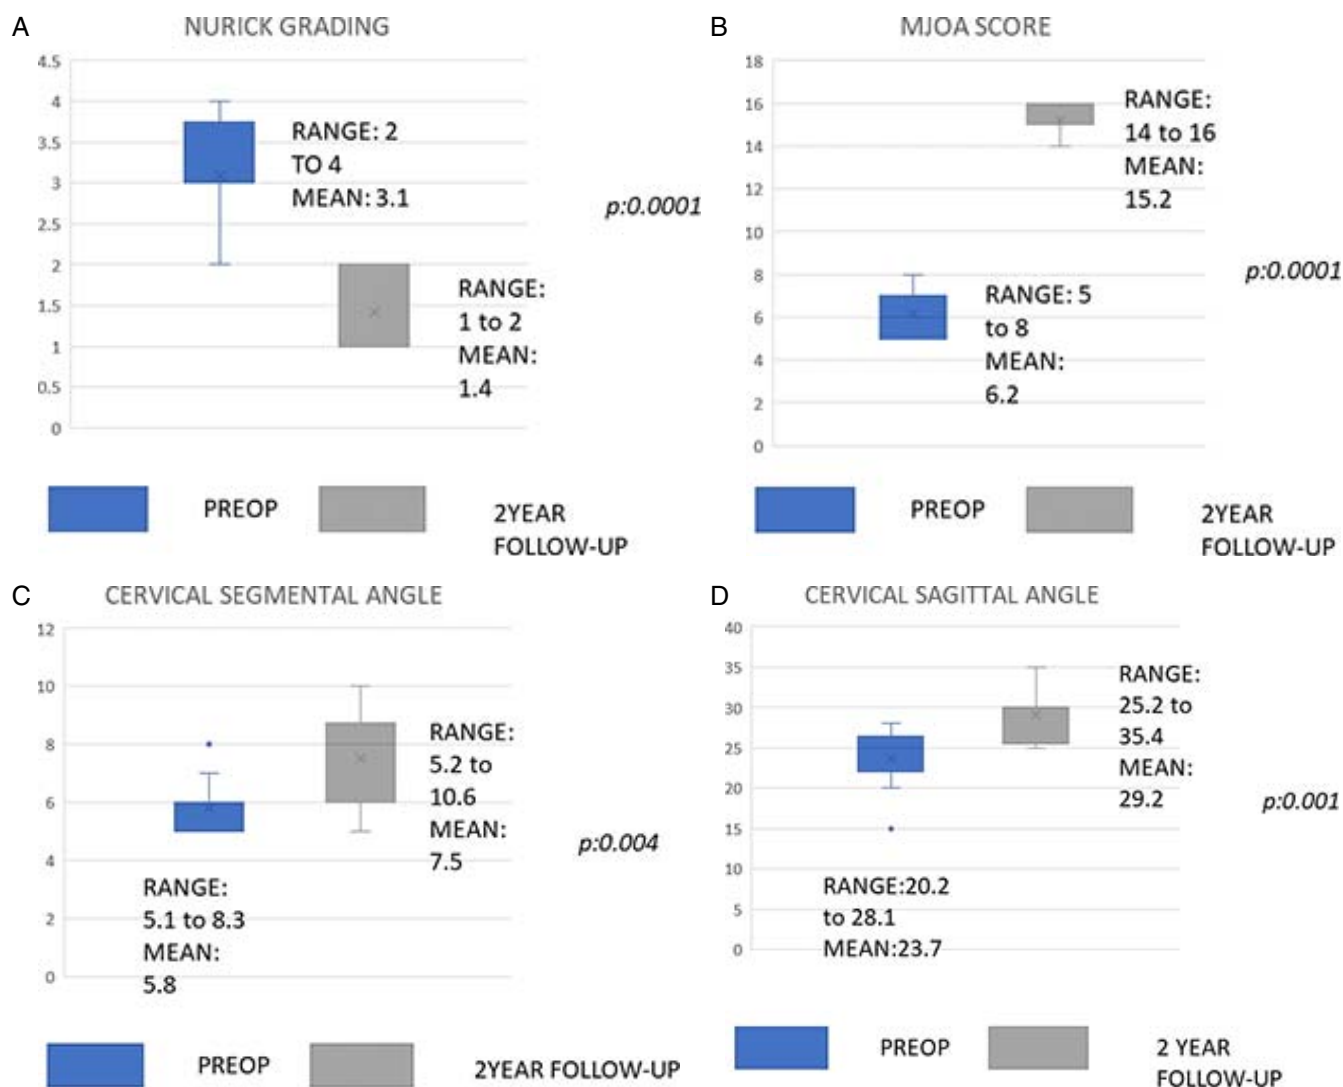 A
NURICK GRADING
4.5
4
3.5
3
2.5
2
1.5
1
0.5
0
RANGE: 2
TO 4
MEAN: 3.1
RANGE:
1 to 2
MEAN:
1.4
p:0.0001
PREOP
2YEAR
FOLLOW-UP
B
MJOA SCORE
18
16
14
12
10
8
6
4
2
0
RANGE: 5
to 8
MEAN:
6.2
RANGE:
14 to 16
MEAN:
15.2
p:0.0001
PREOP
2YEAR
FOLLOW-UP
C
CERVICAL SEGMENTAL ANGLE
12
10
8
6
4
2
0
RANGE:
5.1 to 8.3
MEAN:
5.8
RANGE:
5.2 to
10.6
MEAN:
7.5
p:0.004
PREOP
2YEAR FOLLOW-UP
D
CERVICAL SAGITTAL ANGLE
40
35
30
25
20
15
10
5
0
RANGE:20.2
to 28.1
MEAN:23.7
RANGE:
25.2 to
35.4
MEAN:
29.2
p:0.001
PREOP
2 YEAR
FOLLOW-UP